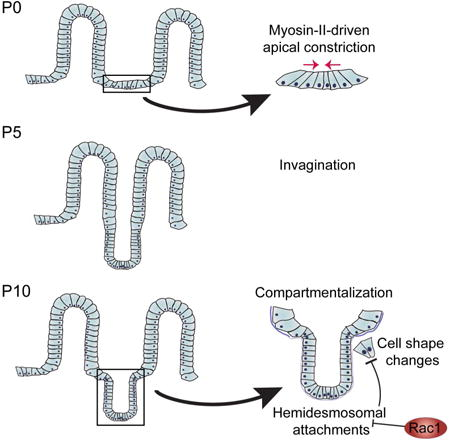 P0
Myosin-II-driven
apical constriction
P5
Invagination
P10
Compartmentalization
Cell shape
changes
Hemidesmosomal
attachments
Rac1